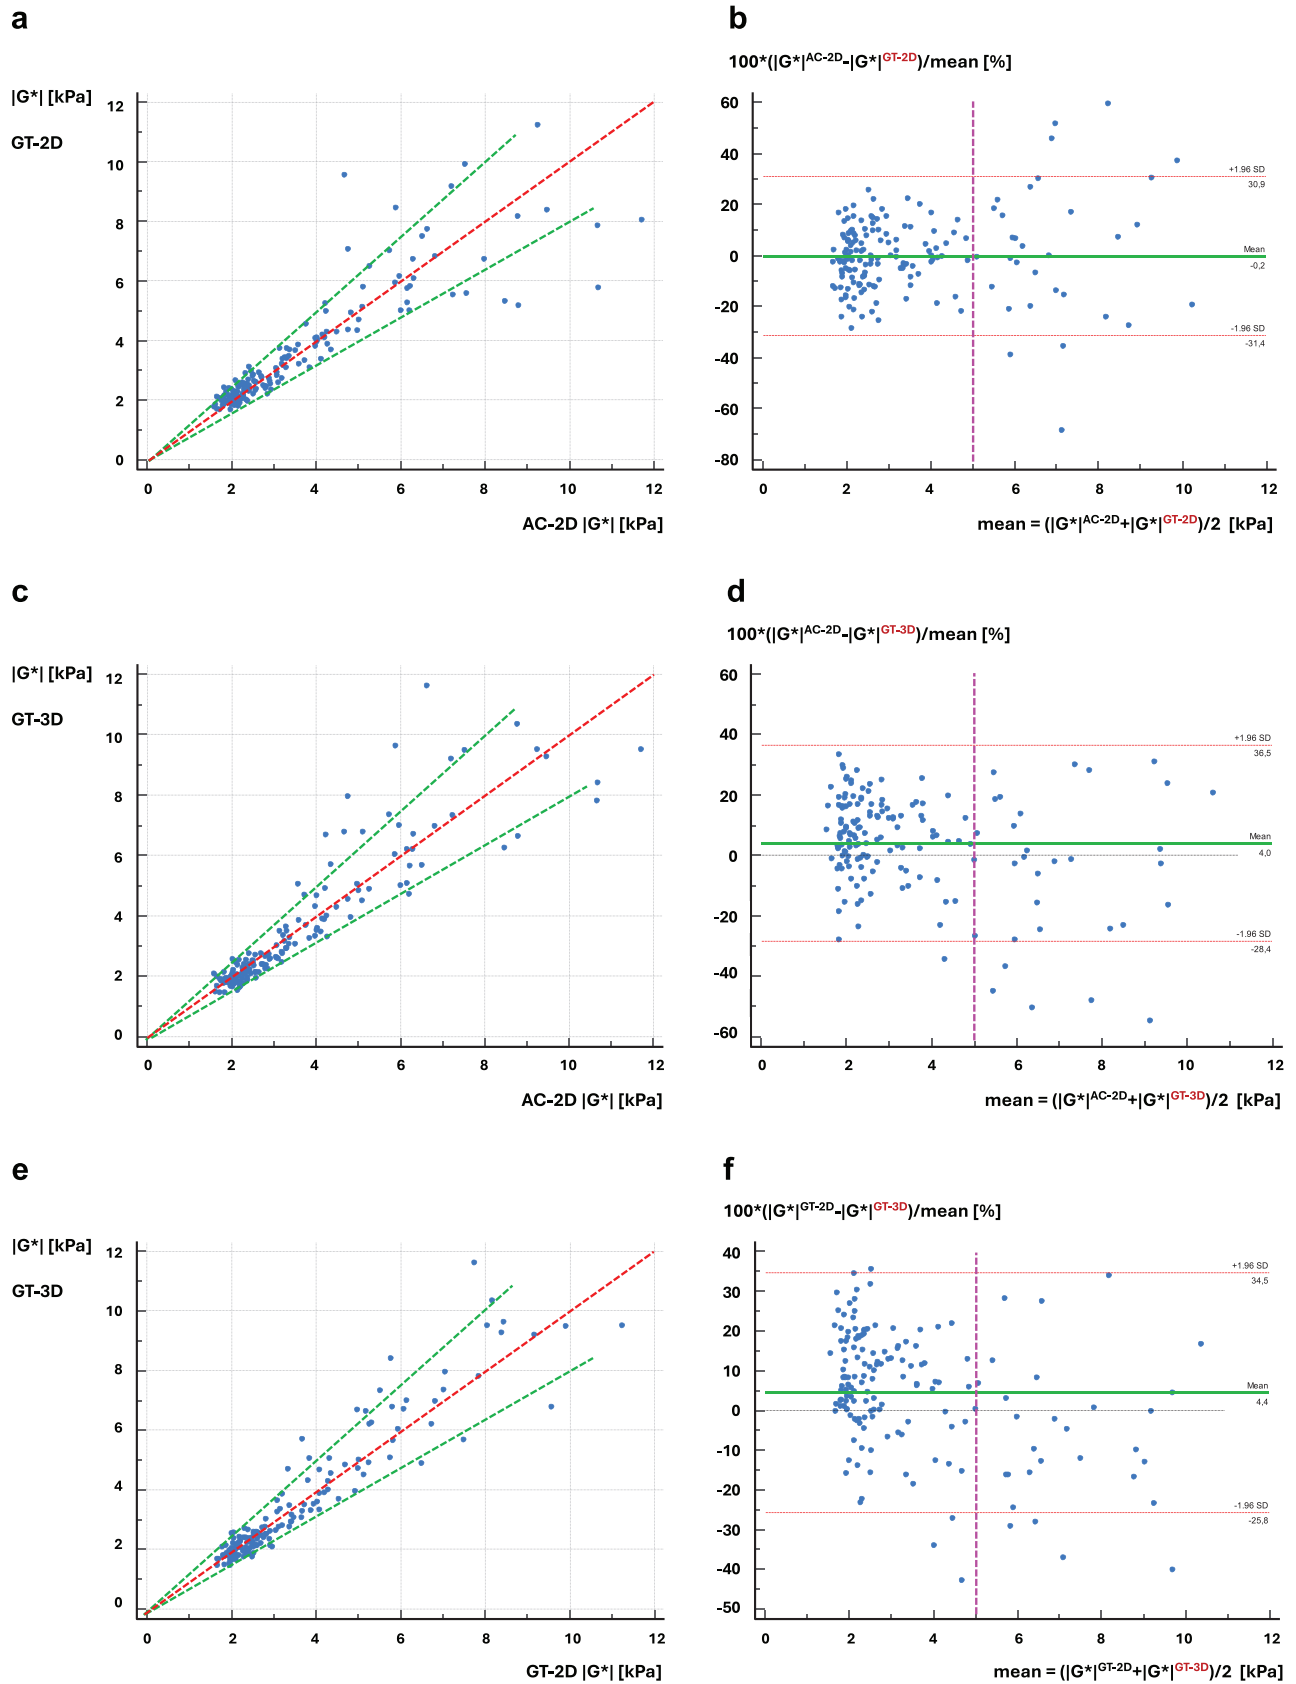 a
|G*| [kPa]
GT-2D
12
10
8
6
4
2
0
0 2 4 6 8 10 12
AC-2D |G*| [kPa]
b
100*(|G*|AC-2D-|G*|GT-2D)/mean [%]
60
40
20
0
-20
-40
-60
-80
+1.96 SD
30,9
Mean
-0,2
-1.96 SD
-31,4
0 2 4 6 8 10 12
mean = (|G*|AC-2D+|G*|GT-2D)/2 [kPa]
c
|G*| [kPa]
GT-3D
12
10
8
6
4
2
0
0 2 4 6 8 10 12
AC-2D |G*| [kPa]
d
100*(|G*|AC-2D-|G*|GT-3D)/mean [%]
60
40
20
0
-20
-40
-60
+1.96 SD
36,5
Mean
4,0
-1.96 SD
-28,4
0 2 4 6 8 10 12
mean = (|G*|AC-2D+|G*|GT-3D)/2 [kPa]
e
|G*| [kPa]
GT-3D
12
10
8
6
4
2
0
0 2 4 6 8 10 12
GT-2D |G*| [kPa]
f
100*(|G*|GT-2D-|G*|GT-3D)/mean [%]
40
30
20
10
0
-10
-20
-30
-40
-50
+1.96 SD
34,5
Mean
4,4
-1.96 SD
-25,8
0 2 4 6 8 10 12
mean = (|G*|GT-2D+|G*|GT-3D)/2 [kPa]